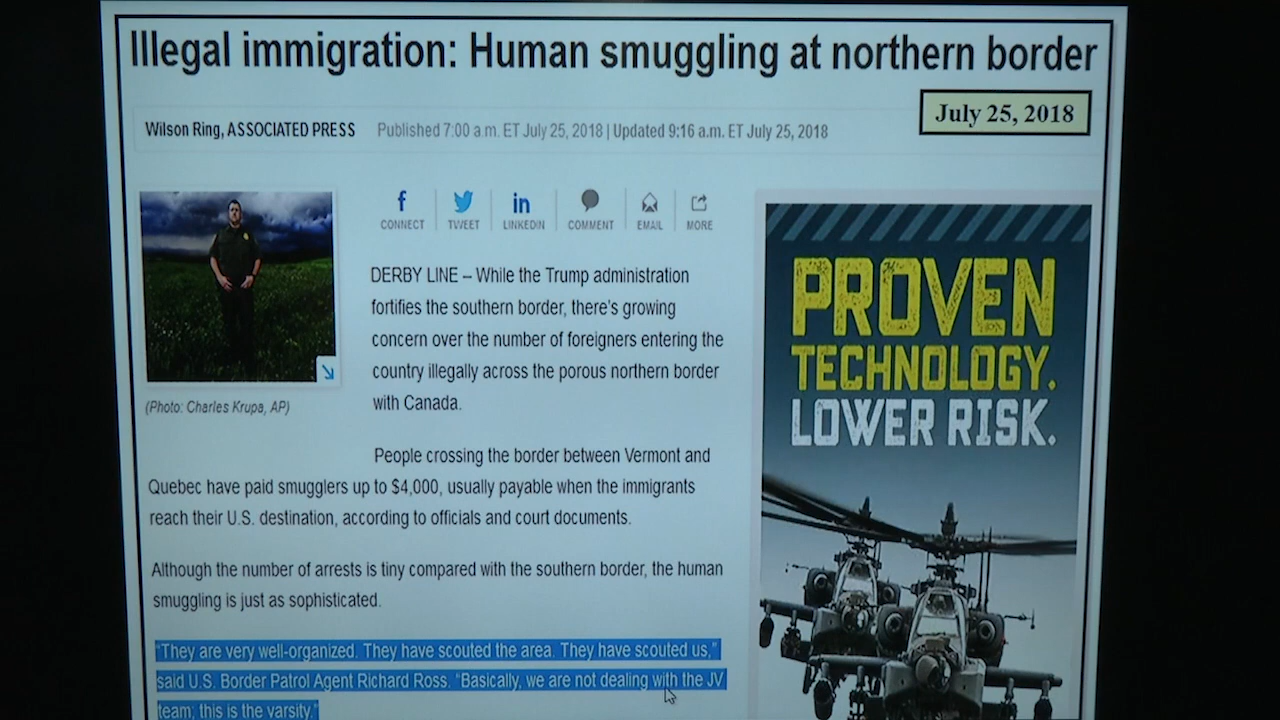 Illegal immigration: Human smuggling at northern border
July 25, 2018
Wilson Ring, ASSOCIATED PRESS
Published 7:00 a.m. ET July 25, 2018 | Updated 9:16 a.m. ET July 25, 2018
f
in
CONNECT
TWEET
LINKEDIN
COMMENT
EMAIL
MORE
(Photo: Charles Krupa, AP)
DERBY LINE – While the Trump administration
fortifies the southern border, there's growing
concern over the number of foreigners entering the
country illegally across the porous northern border
with Canada.
People crossing the border between Vermont and
Quebec have paid smugglers up to $4,000, usually payable when the immigrants
reach their U.S. destination, according to officials and court documents.
Although the number of arrests is tiny compared with the southern border, the human
smuggling is just as sophisticated.
"They are very well-organized. They have scouted the area. They have scouted us,"
said U.S. Border Patrol Agent Richard Ross. "Basically, we are not dealing with the JV
team; this is the varsity."
PROVEN
TECHNOLOGY.
LOWER RISK.